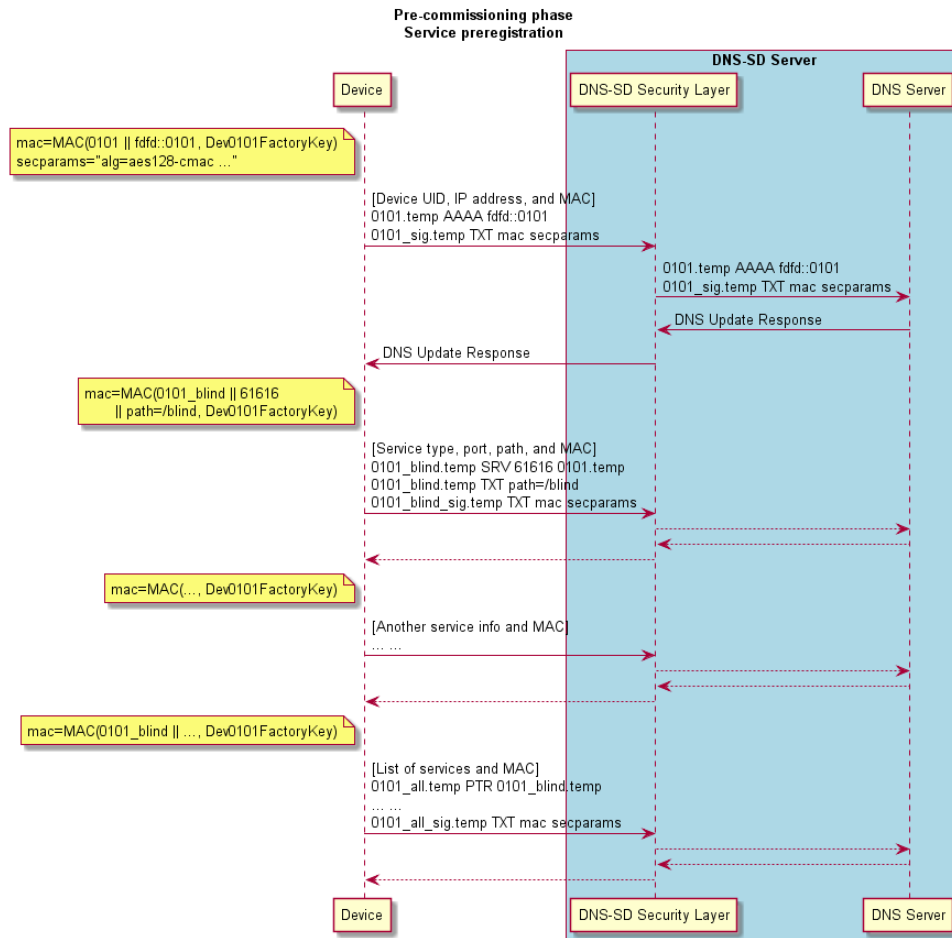 Pre-commissioning phase
Service preregistration
DNS-SD Server
Device
DNS-SD Security Layer
DNS Server
mac=MAC(0101 || fdfd::0101, Dev0101FactoryKey)
secparams="alg=aes128-cmac ..."
[Device UID, IP address, and MAC]
0101.temp AAAA fdfd::0101
0101_sig.temp TXT mac secparams
0101.temp AAAA fdfd::0101
0101_sig.temp TXT mac secparams
DNS Update Response
DNS Update Response
mac=MAC(0101_blind || 61616
|| path=/blind, Dev0101FactoryKey)
[Service type, port, path, and MAC]
0101_blind.temp SRV 61616 0101.temp
0101_blind.temp TXT path=/blind
0101_blind_sig.temp TXT mac secparams
mac=MAC(..., Dev0101FactoryKey)
[Another service info and MAC]
... ...
mac=MAC(0101_blind || ..., Dev0101FactoryKey)
[List of services and MAC]
0101_all.temp PTR 0101_blind.temp
... ...
0101_all_sig.temp TXT mac secparams
Device
DNS-SD Security Layer
DNS Server